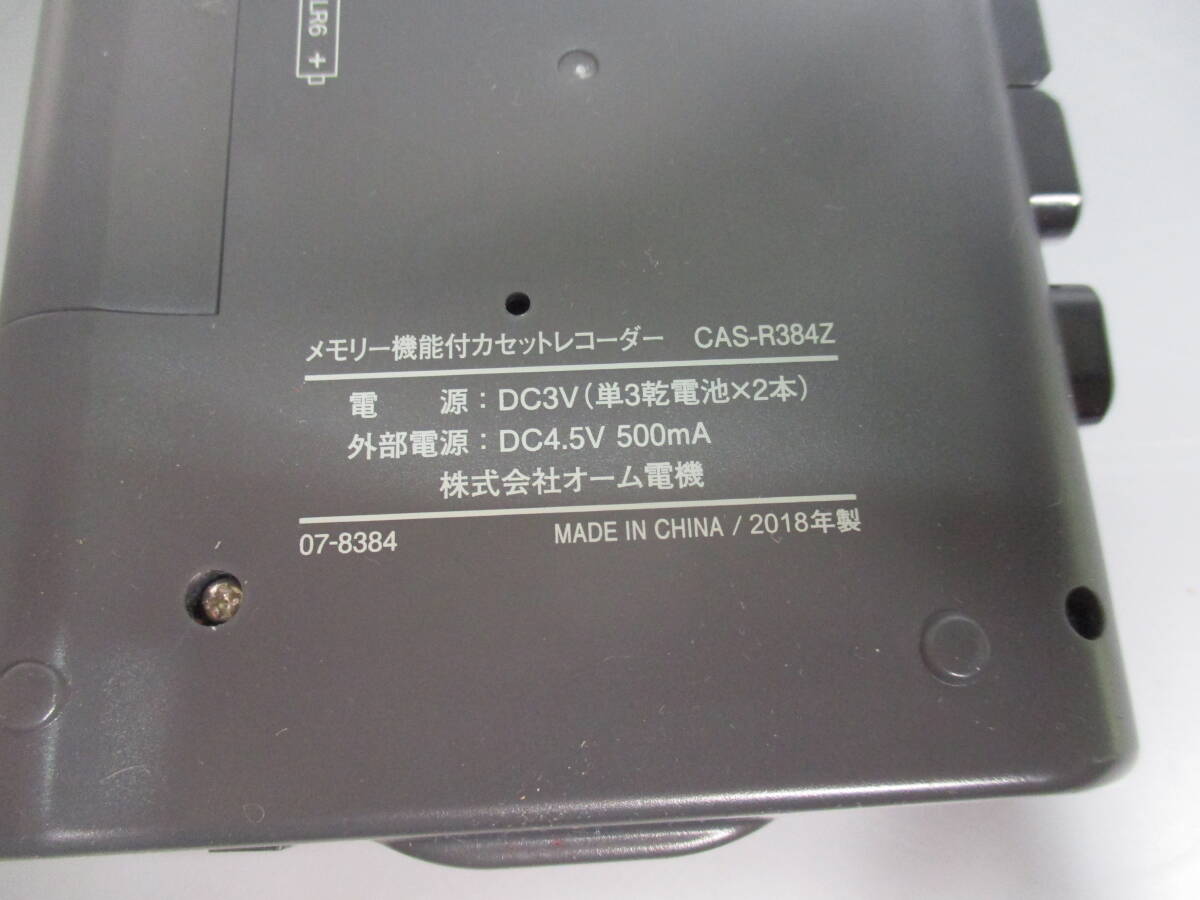 LR6 +
メモリー機能付カセットレコーダー CAS-R384Z
電 源：DC3V（単3乾電池×2本）
外部電源：DC4.5V 500mA
株式会社オーム電機
07-8384 MADE IN CHINA / 2018年製